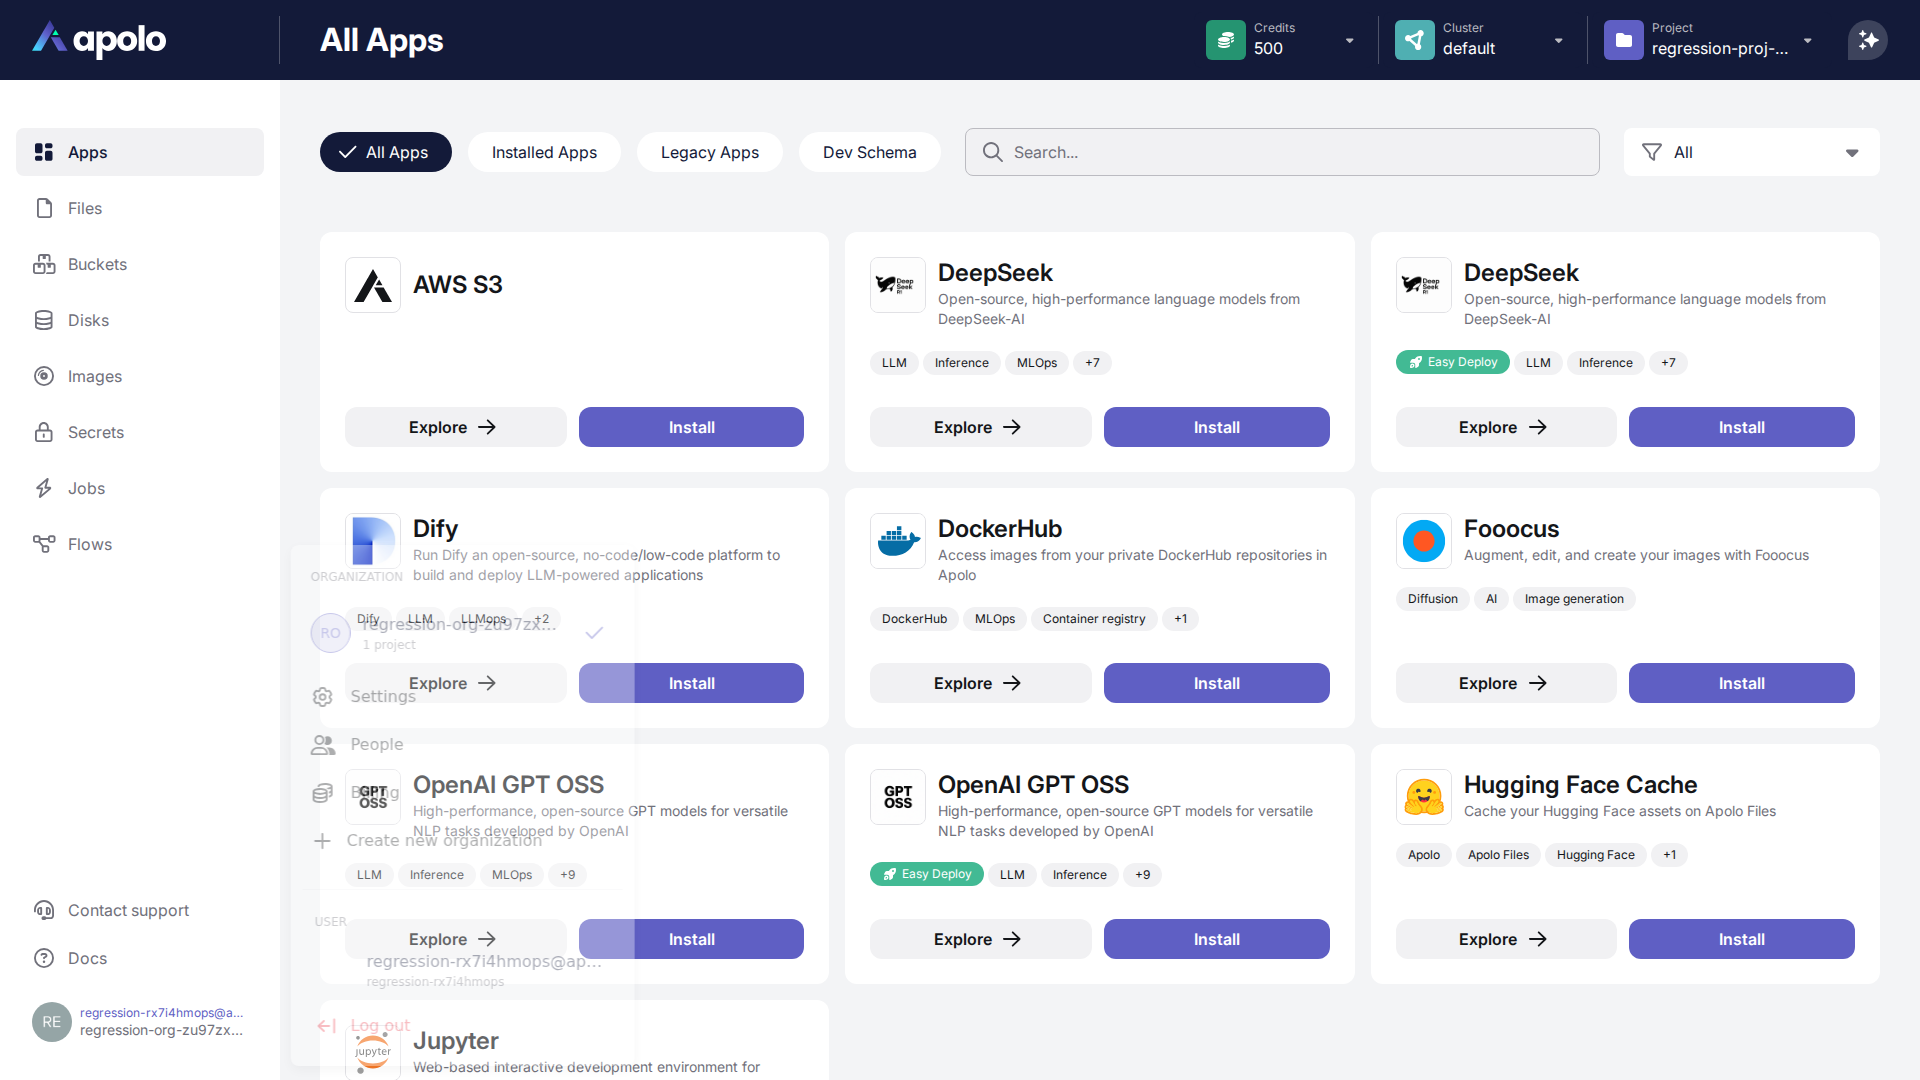 apolo
All Apps
Credits
500
Cluster
default
Project
regression-proj-...
Apps
Files
Buckets
Disks
Images
Secrets
Jobs
Flows
Contact support
Docs
RE
regression-rx7i4hmops@a...
regression-org-zu97zx...
All Apps
Installed Apps
Legacy Apps
Dev Schema
Search...
All
AWS S3
Explore
Install
Deep
Seek
AI
DeepSeek
Open-source, high-performance language models from
DeepSeek-AI
LLM
Inference
MLOps
+7
Explore
Install
Deep
Seek
AI
DeepSeek
Open-source, high-performance language models from
DeepSeek-AI
Easy Deploy
LLM
Inference
+7
Explore
Install
Dify
Run Dify an open-source, no-code/low-code platform to
build and deploy LLM-powered applications
Dify
LLM
LLMops
+2
Explore
Install
DockerHub
Access images from your private DockerHub repositories in
Apolo
DockerHub
MLOps
Container registry
+1
Explore
Install
Fooocus
Augment, edit, and create your images with Fooocus
Diffusion
AI
Image generation
Explore
Install
GPT
OSS
OpenAI GPT OSS
High-performance, open-source GPT models for versatile
NLP tasks developed by OpenAI
LLM
Inference
MLOps
+9
Explore
Install
GPT
OSS
OpenAI GPT OSS
High-performance, open-source GPT models for versatile
NLP tasks developed by OpenAI
Easy Deploy
LLM
Inference
+9
Explore
Install
Hugging Face Cache
Cache your Hugging Face assets on Apolo Files
Apolo
Apolo Files
Hugging Face
+1
Explore
Install
jupyter
Jupyter
Web-based interactive development environment for
ORGANIZATION
RO
regression-org-zu97zx...
1 project
Settings
People
Billing
Create new organization
USER
regression-rx7i4hmops@ap...
regression-rx7i4hmops
Log out